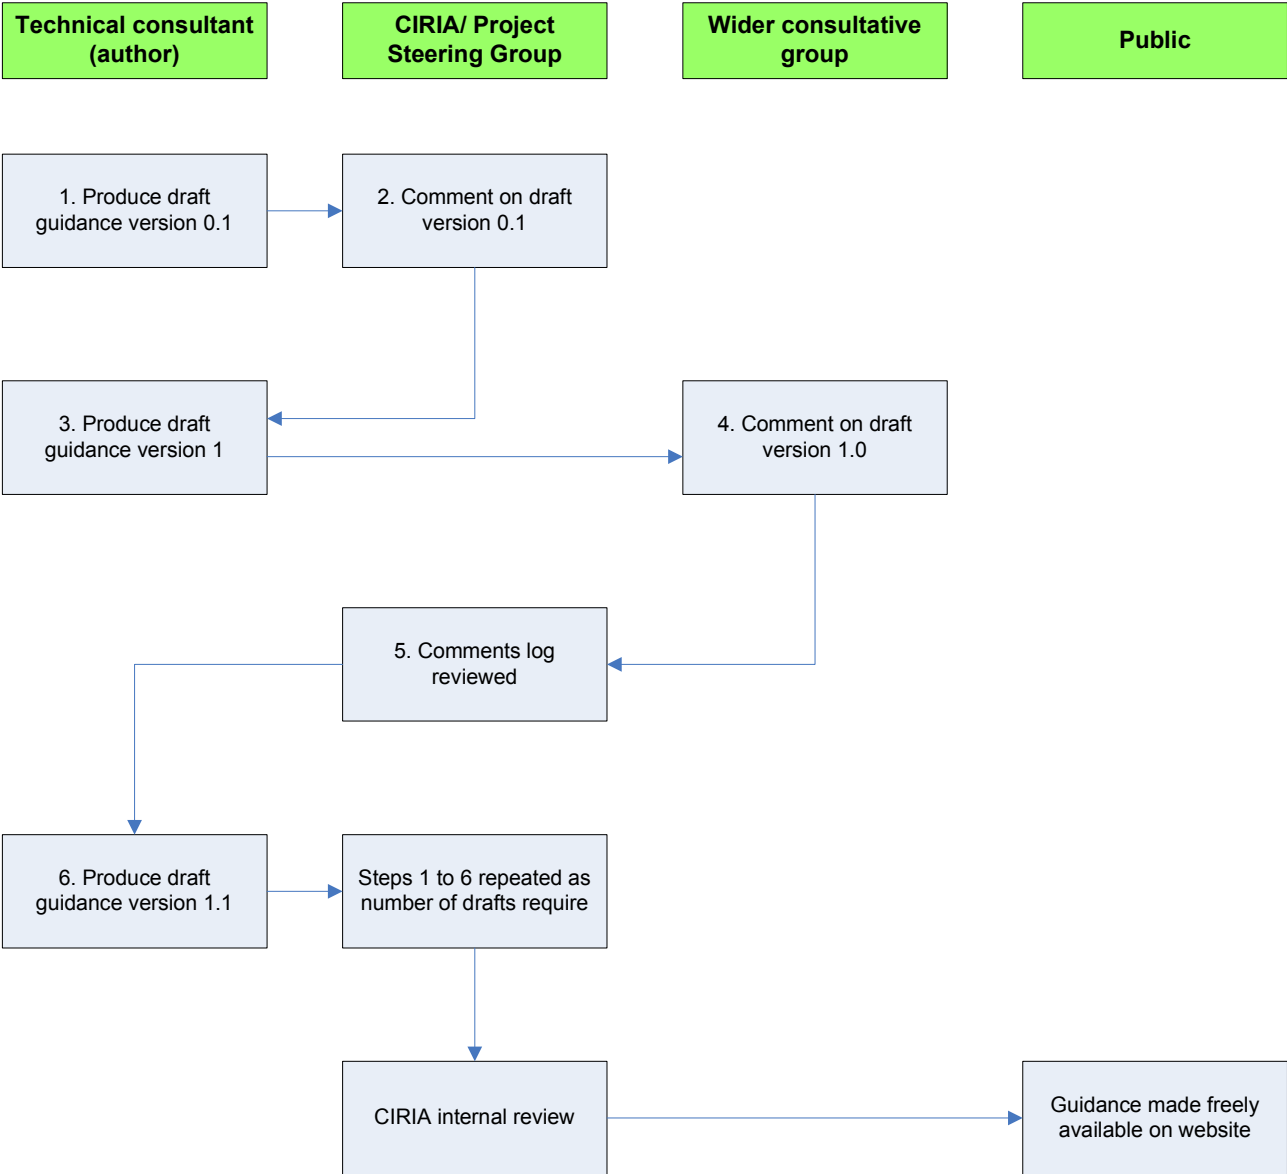 Technical consultant
(author)
CIRIA/ Project
Steering Group
Wider consultative
group
Public
1. Produce draft
guidance version 0.1
2. Comment on draft
version 0.1
3. Produce draft
guidance version 1
4. Comment on draft
version 1.0
5. Comments log
reviewed
6. Produce draft
guidance version 1.1
Steps 1 to 6 repeated as
number of drafts require
CIRIA internal review
Guidance made freely
available on website